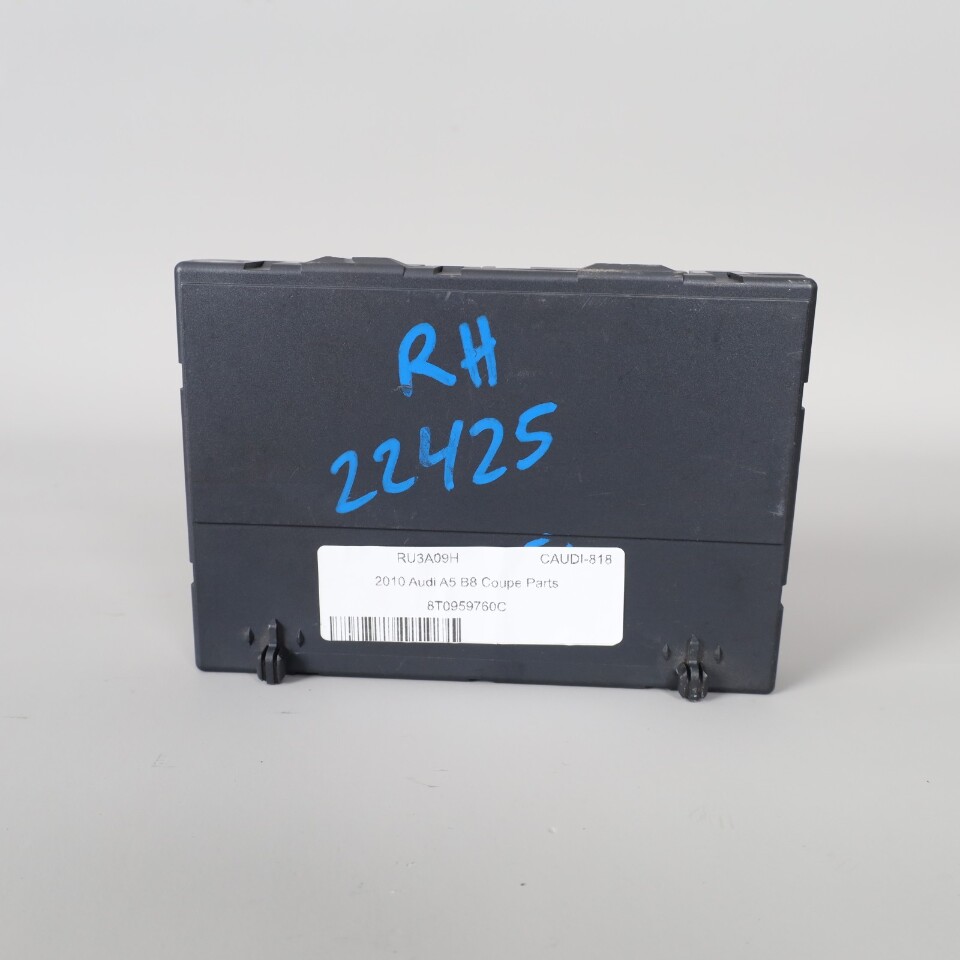 RH
22425
RU3A09H CAUDI-818
2010 Audi A5 B8 Coupe Parts
8T0959760C